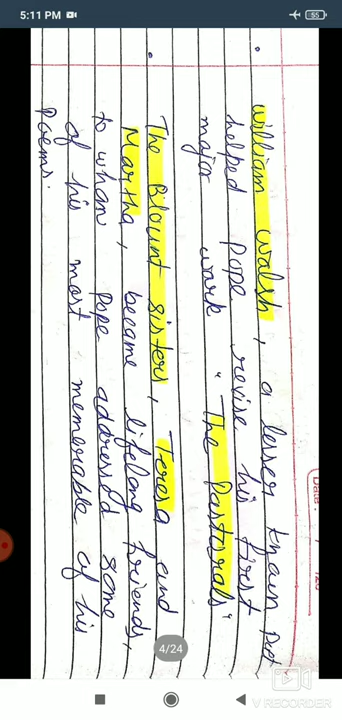 5:11 PM
55
Date:
William Walsh, a lesser known poet
helped Pope revise his first
major work "The Pastorals"
The Blount sisters, Teresa and
Martha, became lifelong friends,
to whom Pope addressed some
of his most memorable of his
Poems.
4/24
V RECORDER